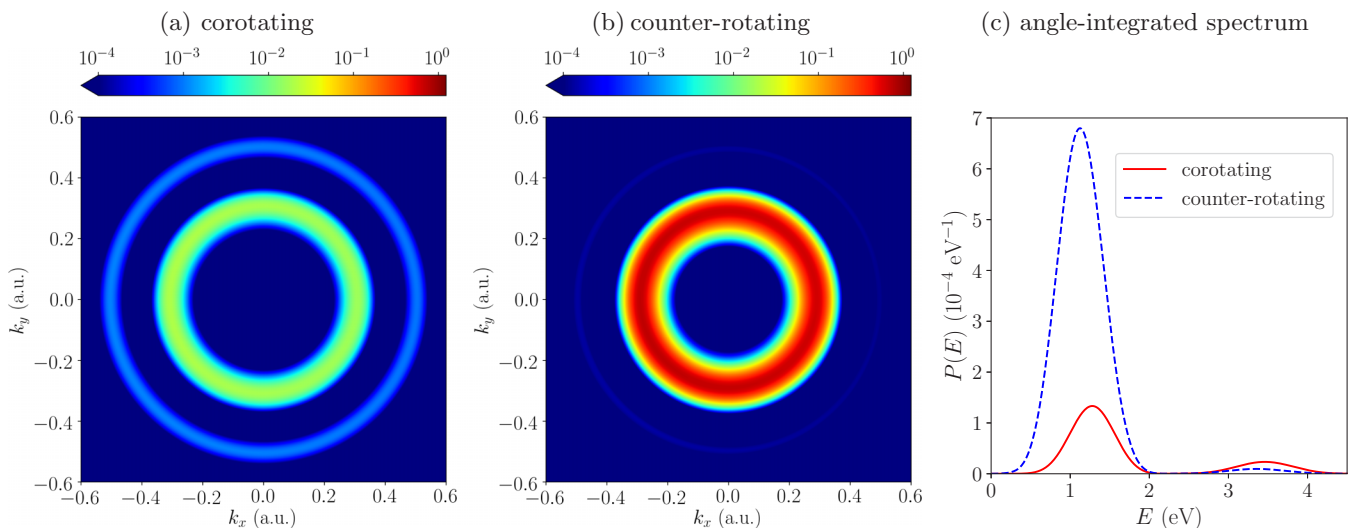 (a) corotating
(b) counter-rotating
(c) angle-integrated spectrum
10⁻⁴ 10⁻³ 10⁻² 10⁻¹ 10⁰
10⁻⁴ 10⁻³ 10⁻² 10⁻¹ 10⁰
0.6
0.4
0.2
0.0
−0.2
−0.4
−0.6
k_y (a.u.)
−0.6 −0.4 −0.2 0.0 0.2 0.4 0.6
k_x (a.u.)
0.6
0.4
0.2
0.0
−0.2
−0.4
−0.6
k_y (a.u.)
−0.6 −0.4 −0.2 0.0 0.2 0.4 0.6
k_x (a.u.)
7
6
5
4
3
2
1
0
P(E) (10⁻⁴ eV⁻¹)
corotating
counter-rotating
0 1 2 3 4
E (eV)